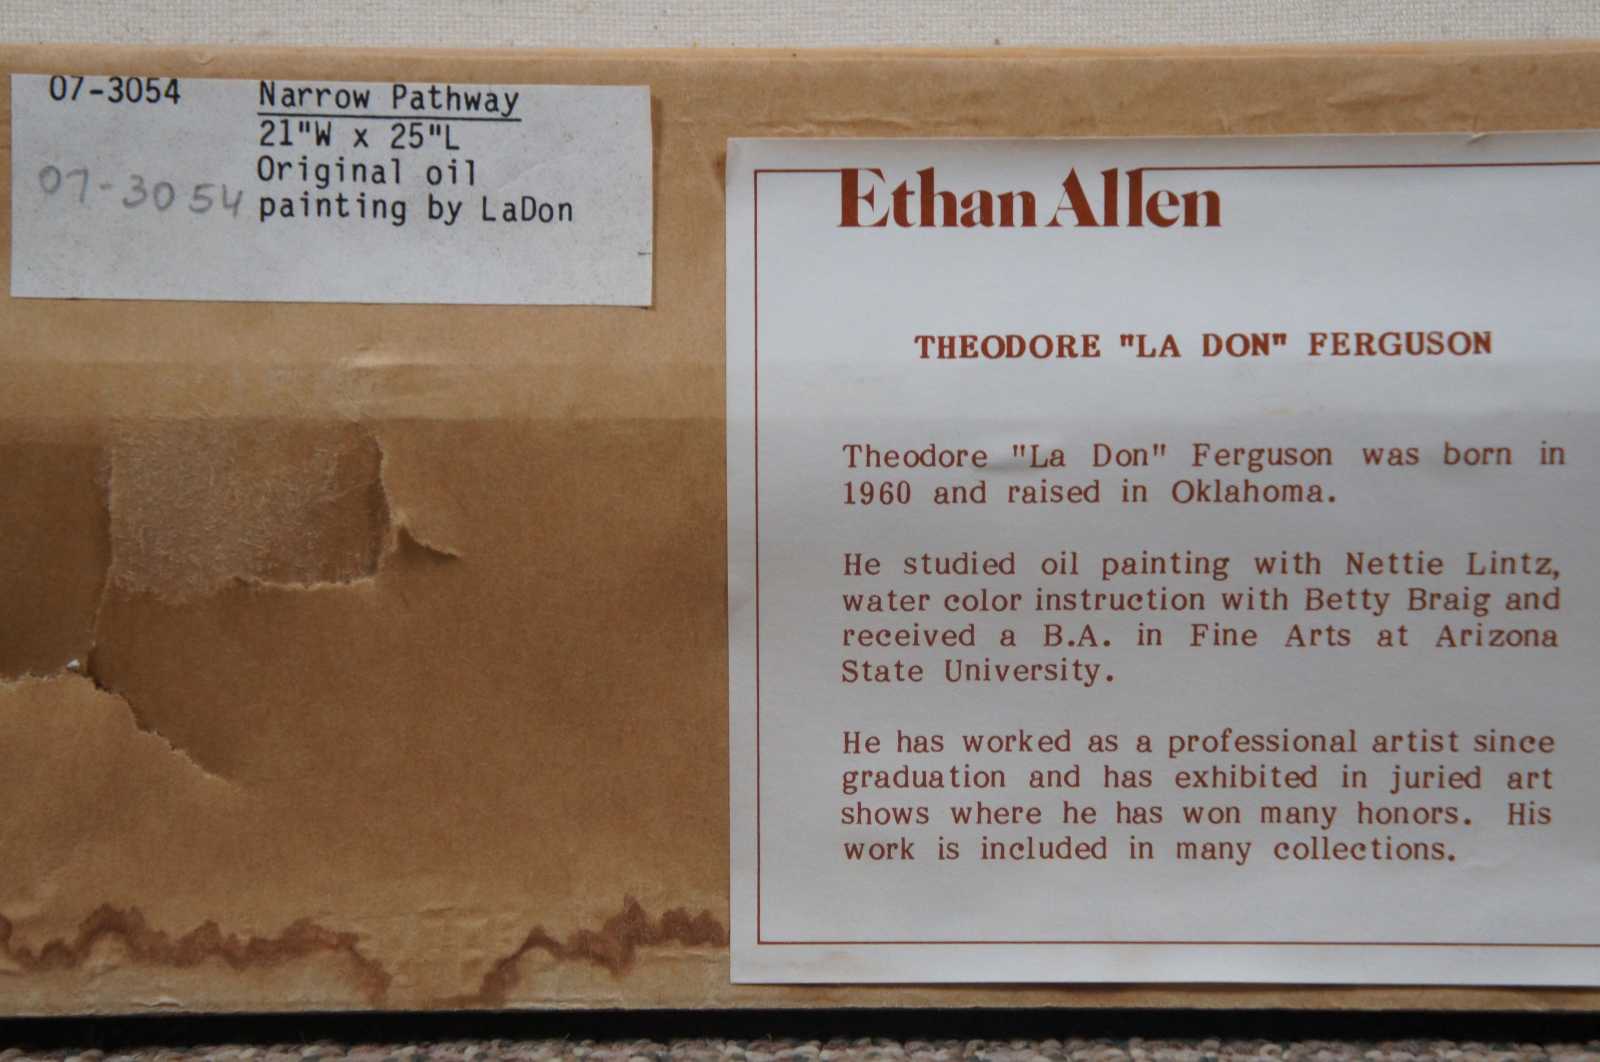 07-3054 Narrow Pathway
21"W x 25"L
Original oil
07-3054 painting by LaDon
Ethan Allen
THEODORE "LA DON" FERGUSON
Theodore "La Don" Ferguson was born in
1960 and raised in Oklahoma.
He studied oil painting with Nettie Lintz,
water color instruction with Betty Braig and
received a B.A. in Fine Arts at Arizona
State University.
He has worked as a professional artist since
graduation and has exhibited in juried art
shows where he has won many honors. His
work is included in many collections.